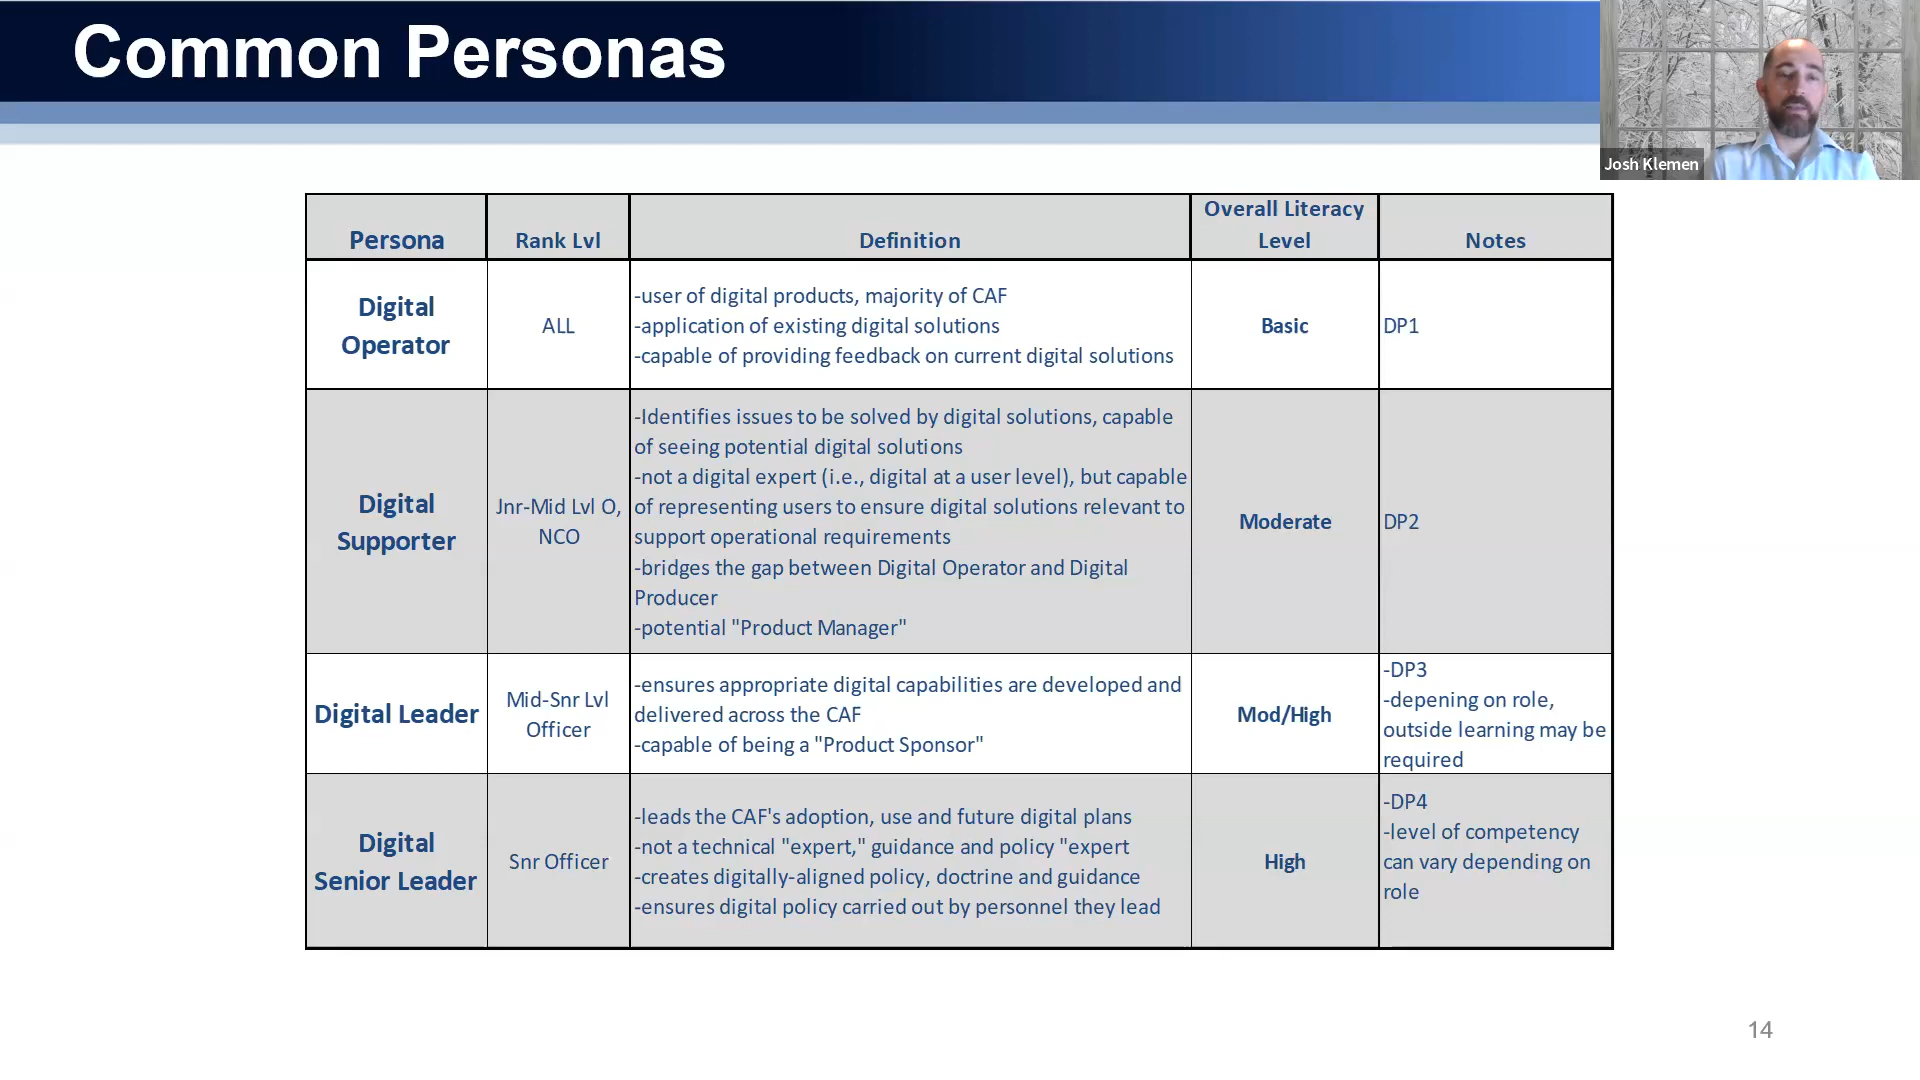 Common Personas
Josh Klemen
Persona
Rank Lvl
Definition
Overall Literacy
Level
Notes
Digital
Operator
ALL
-user of digital products, majority of CAF
-application of existing digital solutions
-capable of providing feedback on current digital solutions
Basic
DP1
Digital
Supporter
Jnr-Mid Lvl O,
NCO
-Identifies issues to be solved by digital solutions, capable
of seeing potential digital solutions
-not a digital expert (i.e., digital at a user level), but capable
of representing users to ensure digital solutions relevant to
support operational requirements
-bridges the gap between Digital Operator and Digital
Producer
-potential "Product Manager"
Moderate
DP2
Digital Leader
Mid-Snr Lvl
Officer
-ensures appropriate digital capabilities are developed and
delivered across the CAF
-capable of being a "Product Sponsor"
Mod/High
-DP3
-depening on role,
outside learning may be
required
Digital
Senior Leader
Snr Officer
-leads the CAF's adoption, use and future digital plans
-not a technical "expert," guidance and policy "expert
-creates digitally-aligned policy, doctrine and guidance
-ensures digital policy carried out by personnel they lead
High
-DP4
-level of competency
can vary depending on
role
14